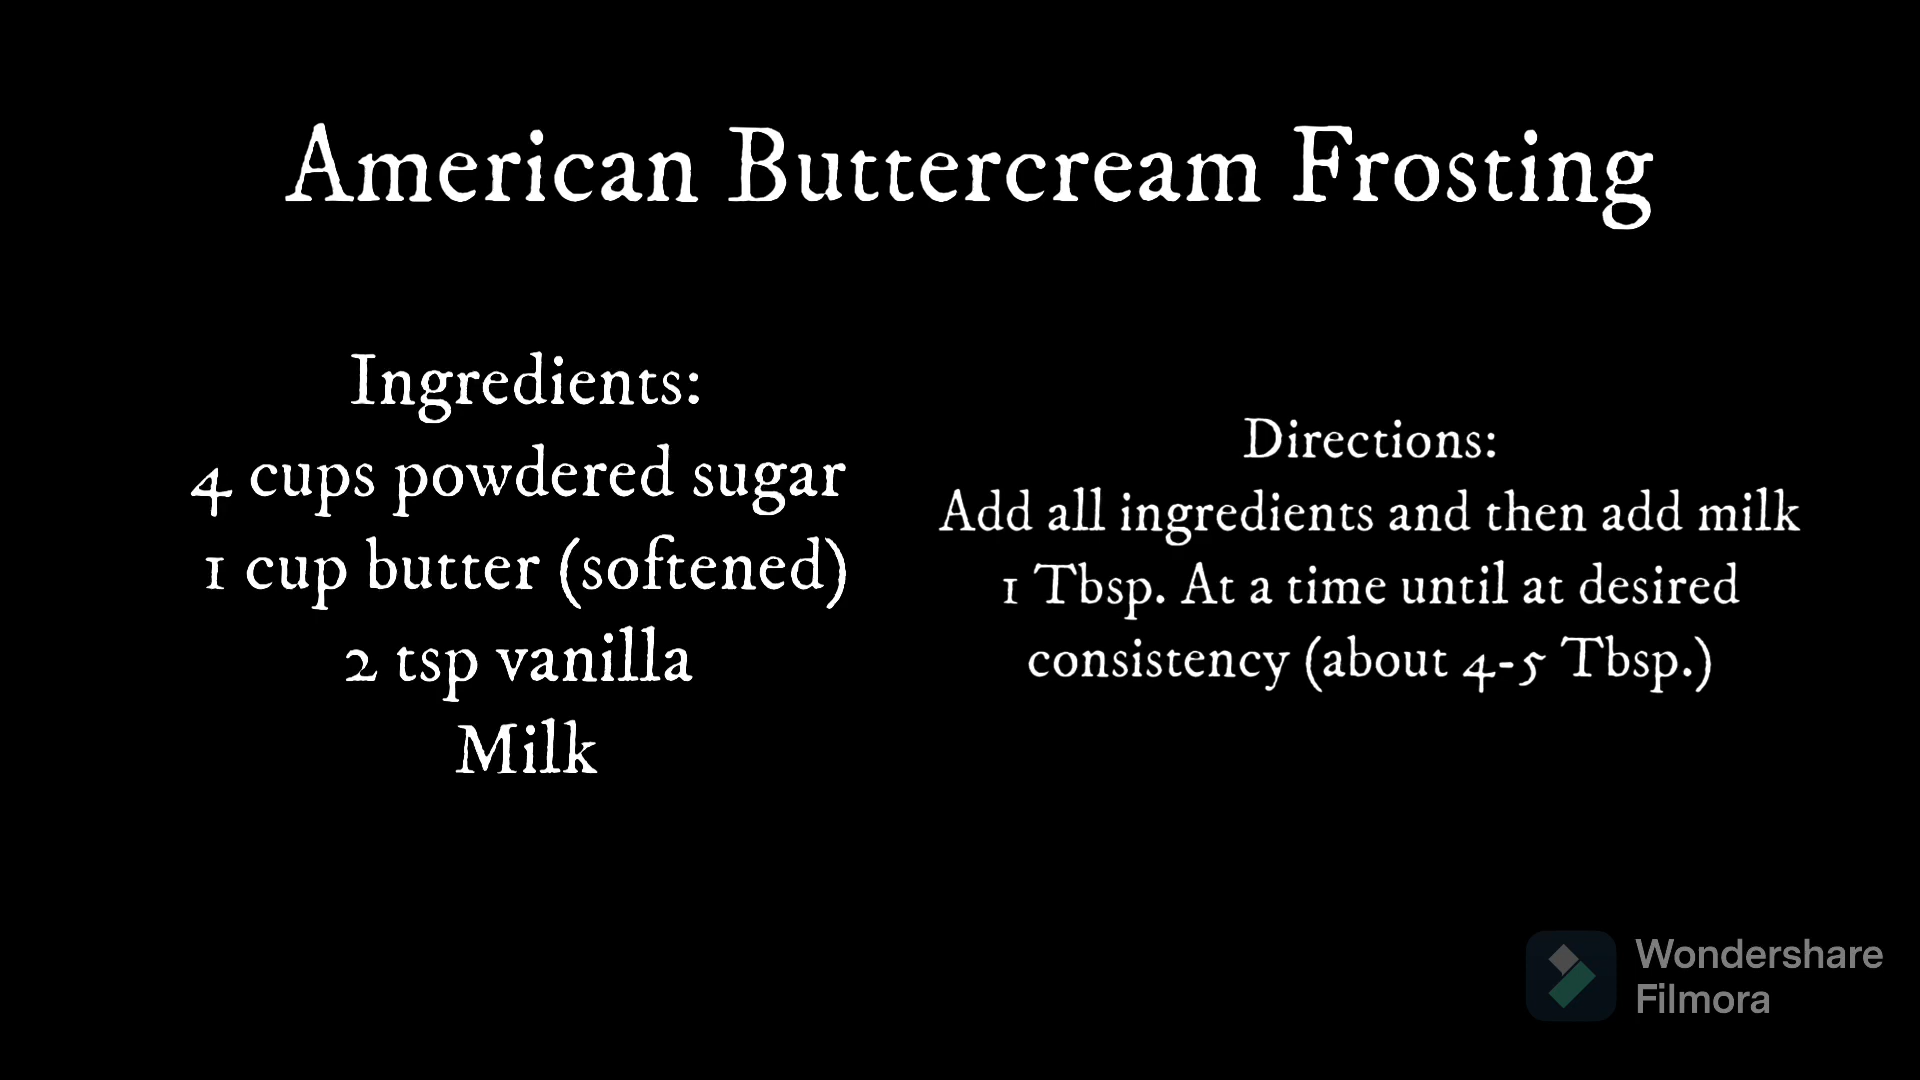 American Buttercream Frosting
Ingredients:
4 cups powdered sugar
1 cup butter (softened)
2 tsp vanilla
Milk
Directions:
Add all ingredients and then add milk
1 Tbsp. At a time until at desired
consistency (about 4-5 Tbsp.)
Wondershare
Filmora